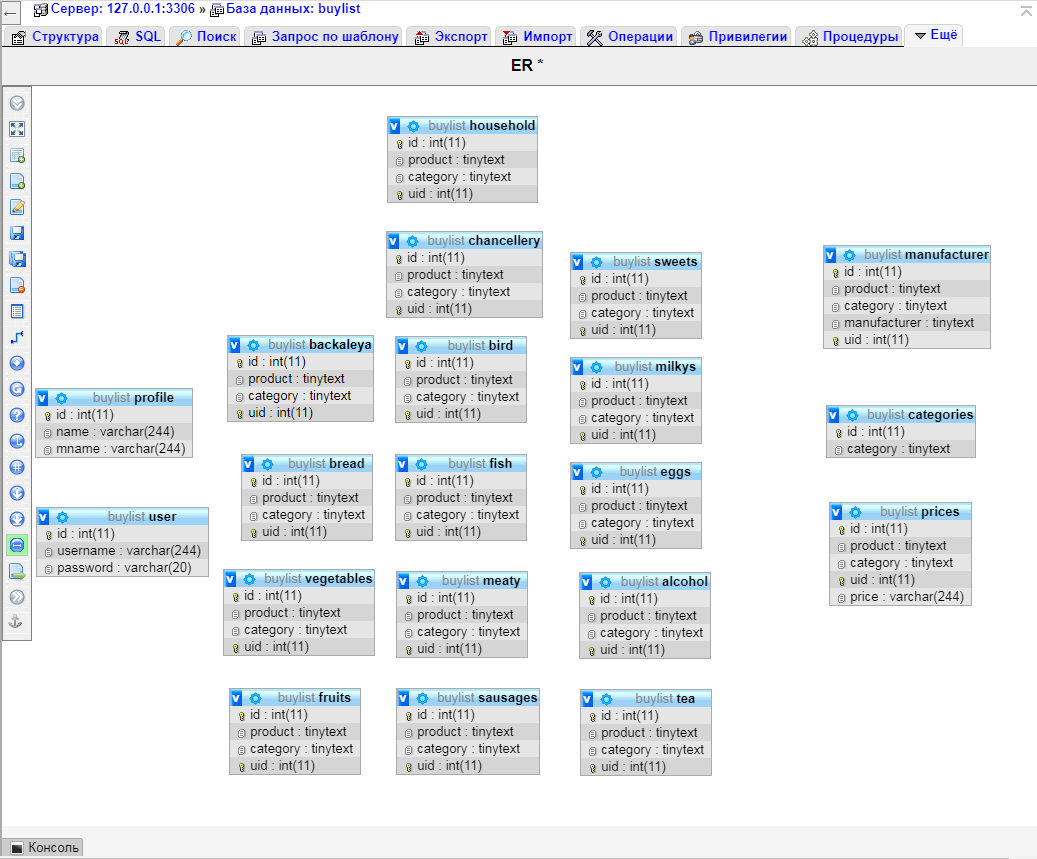 Сервер: 127.0.0.1:3306 » База данных: buylist
Структура SQL Поиск Запрос по шаблону Экспорт Импорт Операции Привилегии Процедуры Ещё
ER *
buylist household
id : int(11)
product : tinytext
category : tinytext
uid : int(11)
buylist chancellery
id : int(11)
product : tinytext
category : tinytext
uid : int(11)
buylist sweets
id : int(11)
product : tinytext
category : tinytext
uid : int(11)
buylist manufacturer
id : int(11)
product : tinytext
category : tinytext
manufacturer : tinytext
uid : int(11)
buylist backaleya
id : int(11)
product : tinytext
category : tinytext
uid : int(11)
buylist bird
id : int(11)
product : tinytext
category : tinytext
uid : int(11)
buylist milkys
id : int(11)
product : tinytext
category : tinytext
uid : int(11)
buylist profile
id : int(11)
name : varchar(244)
mname : varchar(244)
buylist categories
id : int(11)
category : tinytext
buylist bread
id : int(11)
product : tinytext
category : tinytext
uid : int(11)
buylist fish
id : int(11)
product : tinytext
category : tinytext
uid : int(11)
buylist eggs
id : int(11)
product : tinytext
category : tinytext
uid : int(11)
buylist user
id : int(11)
username : varchar(244)
password : varchar(20)
buylist prices
id : int(11)
product : tinytext
category : tinytext
uid : int(11)
price : varchar(244)
buylist vegetables
id : int(11)
product : tinytext
category : tinytext
uid : int(11)
buylist meaty
id : int(11)
product : tinytext
category : tinytext
uid : int(11)
buylist alcohol
id : int(11)
product : tinytext
category : tinytext
uid : int(11)
buylist fruits
id : int(11)
product : tinytext
category : tinytext
uid : int(11)
buylist sausages
id : int(11)
product : tinytext
category : tinytext
uid : int(11)
buylist tea
id : int(11)
product : tinytext
category : tinytext
uid : int(11)
Консоль